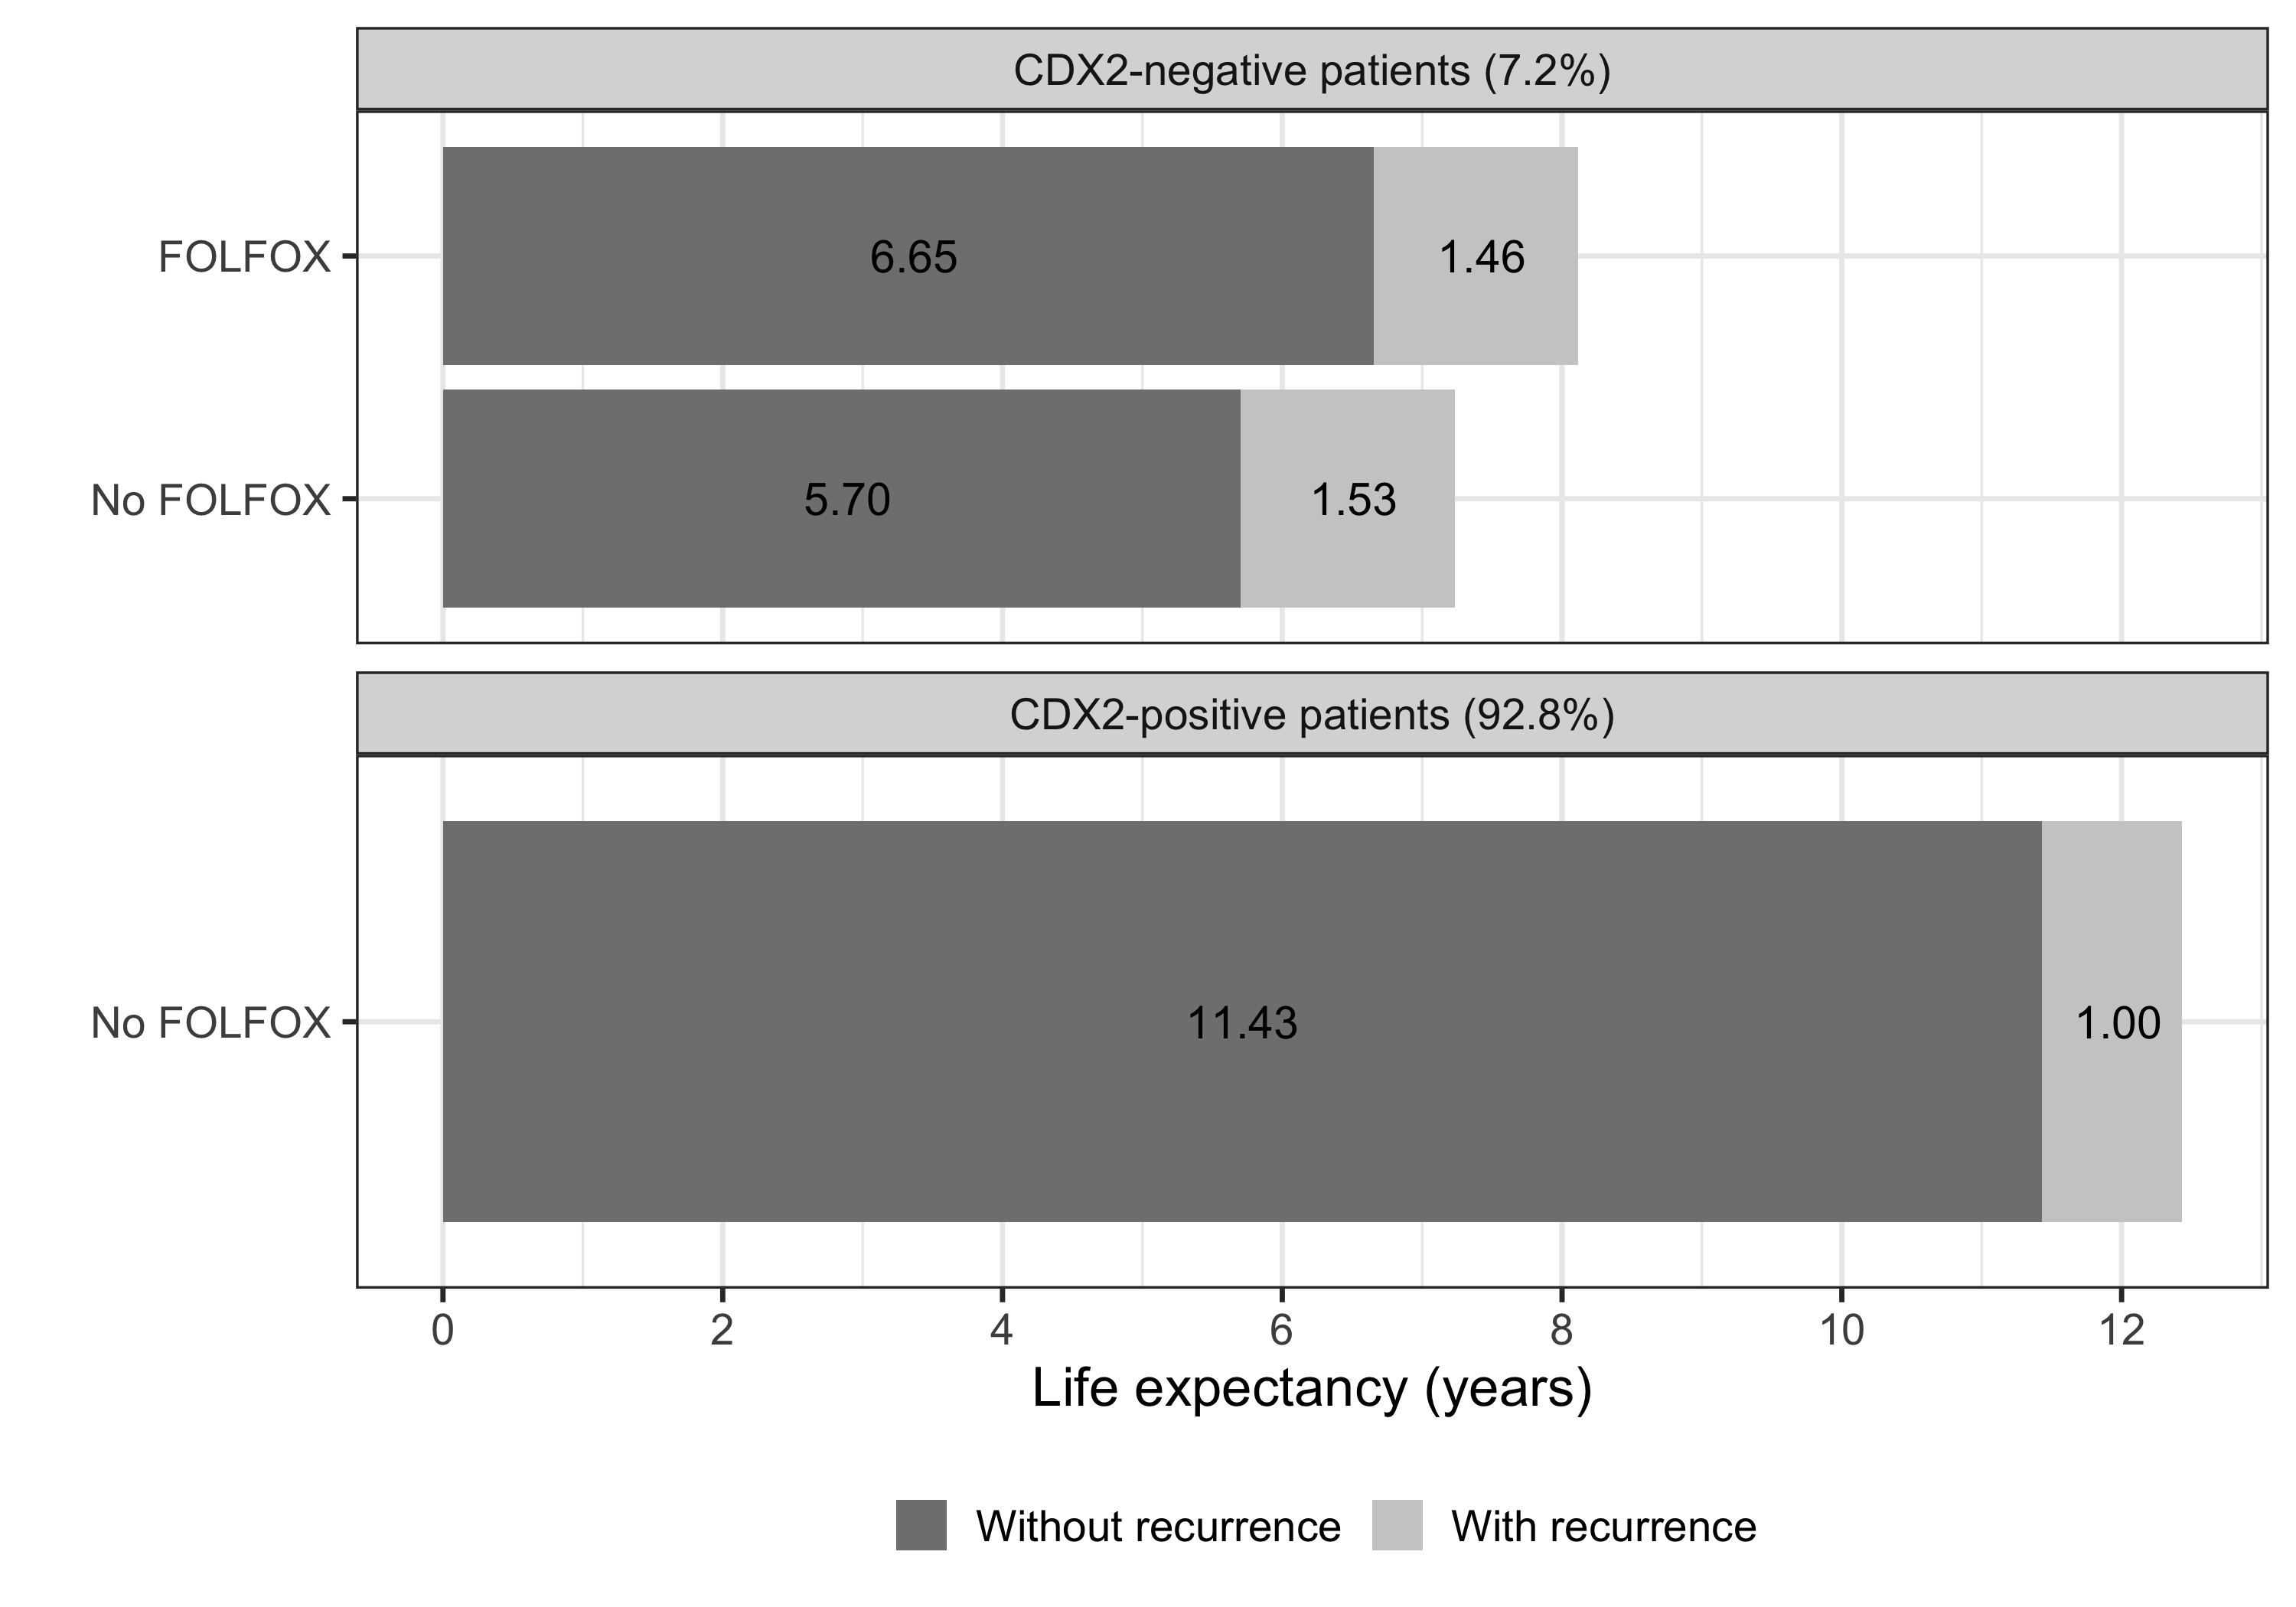 CDX2-negative patients (7.2%)
FOLFOX
6.65
1.46
No FOLFOX
5.70
1.53
CDX2-positive patients (92.8%)
No FOLFOX
11.43
1.00
0 2 4 6 8 10 12
Life expectancy (years)
Without recurrence
With recurrence